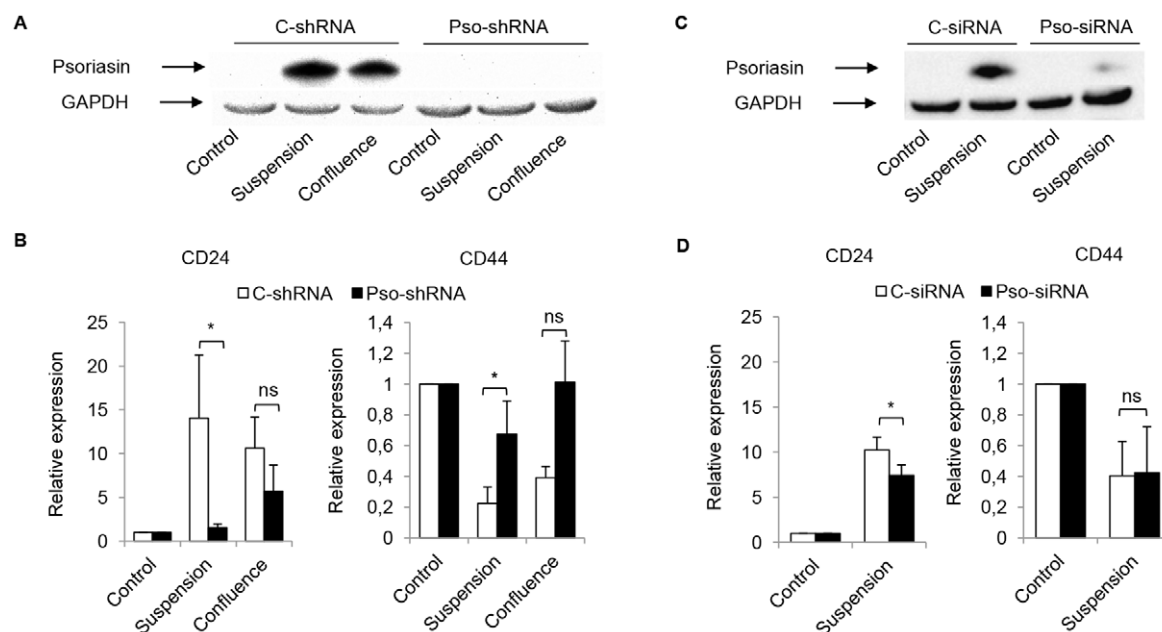 A
C-shRNA
Pso-shRNA
Psoriasin
GAPDH
Control
Suspension
Confluence
Control
Suspension
Confluence
C
C-siRNA
Pso-siRNA
Psoriasin
GAPDH
Control
Suspension
Control
Suspension
B
CD24
CD44
C-shRNA
Pso-shRNA
Relative expression
25
20
15
10
5
0
*
ns
Control
Suspension
Confluence
Relative expression
1,4
1,2
1
0,8
0,6
0,4
0,2
0
*
ns
Control
Suspension
Confluence
D
CD24
CD44
C-siRNA
Pso-siRNA
Relative expression
25
20
15
10
5
0
*
Control
Suspension
Relative expression
1,4
1,2
1
0,8
0,6
0,4
0,2
0
ns
Control
Suspension